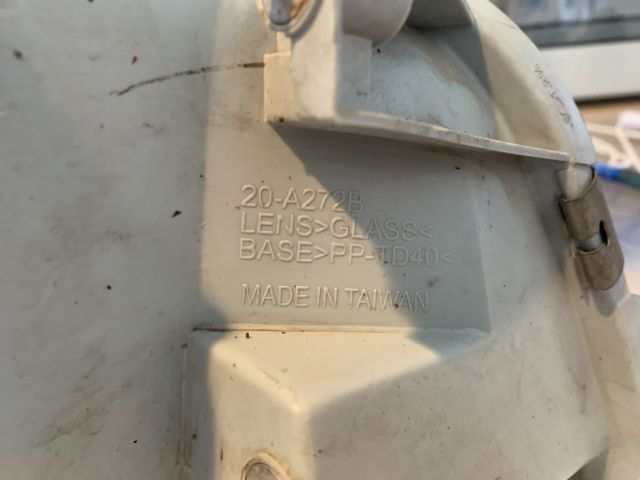 20-A272B
LENS>GLASS<
BASE>PP-TD40<
MADE IN TAIWAN